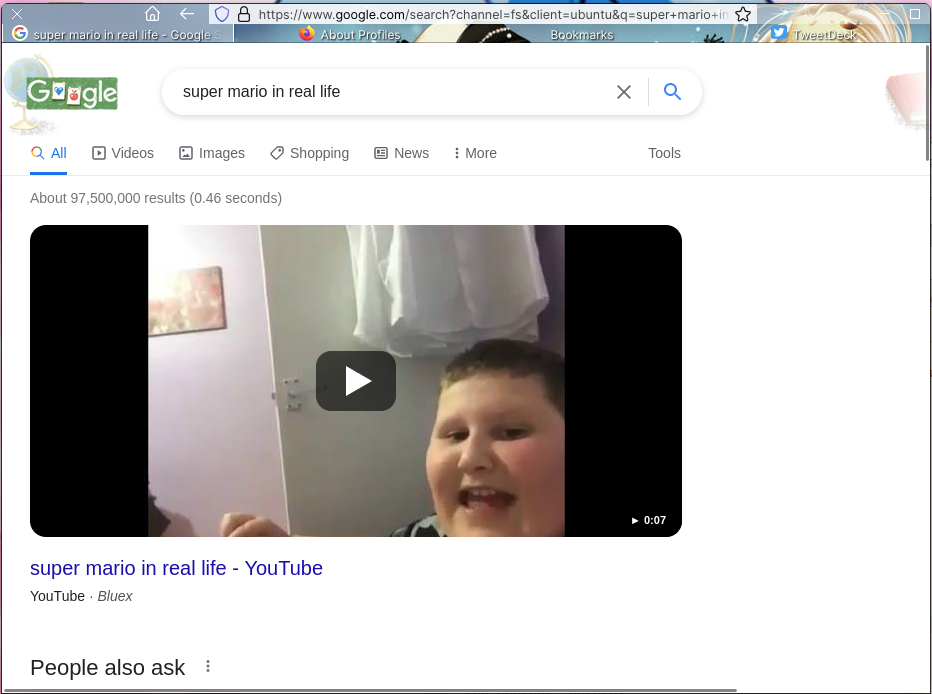 https://www.google.com/search?channel=fs&client=ubuntu&q=super+mario+in
super mario in real life - Google
About Profiles
Bookmarks
TweetDeck
Google
super mario in real life
All
Videos
Images
Shopping
News
More
Tools
About 97,500,000 results (0.46 seconds)
0:07
super mario in real life - YouTube
YouTube · Bluex
People also ask